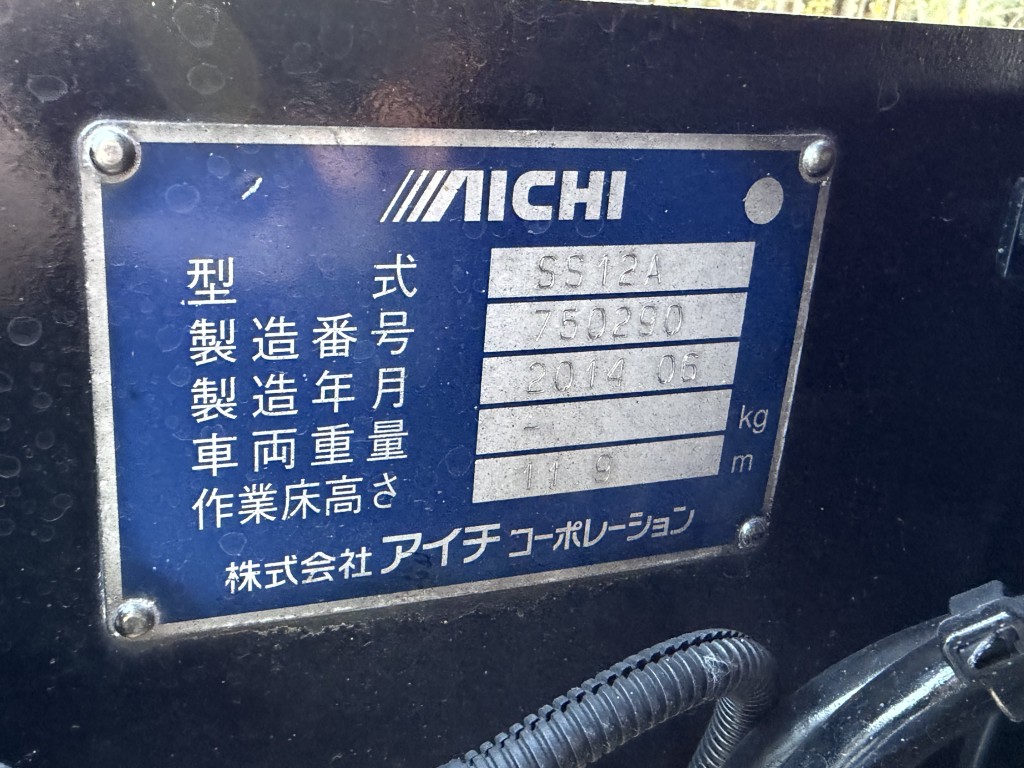 AICHI
型式 SS12A
製造番号 750290
製造年月 2014 06
車両重量 - kg
作業床高さ 11 9 m
株式会社アイチコーポレーション